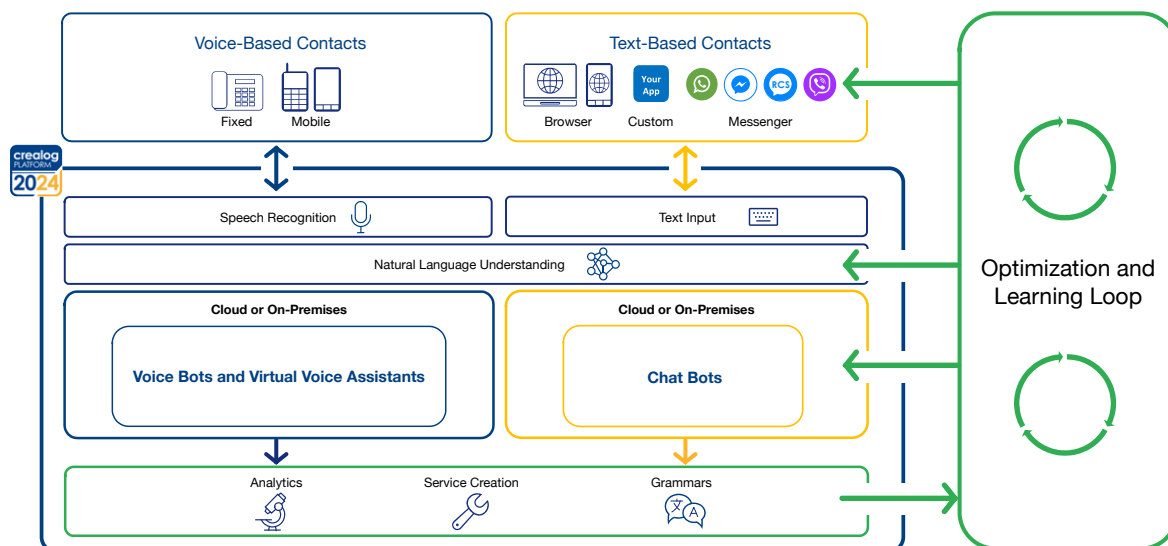 Voice-Based Contacts
Fixed
Mobile
Text-Based Contacts
Your
App
RCS
Browser
Custom
Messenger
crealog
PLATFORM
2024
Speech Recognition
Text Input
Natural Language Understanding
Cloud or On-Premises
Voice Bots and Virtual Voice Assistants
Cloud or On-Premises
Chat Bots
Analytics
Service Creation
Grammars
文
A
Optimization and
Learning Loop